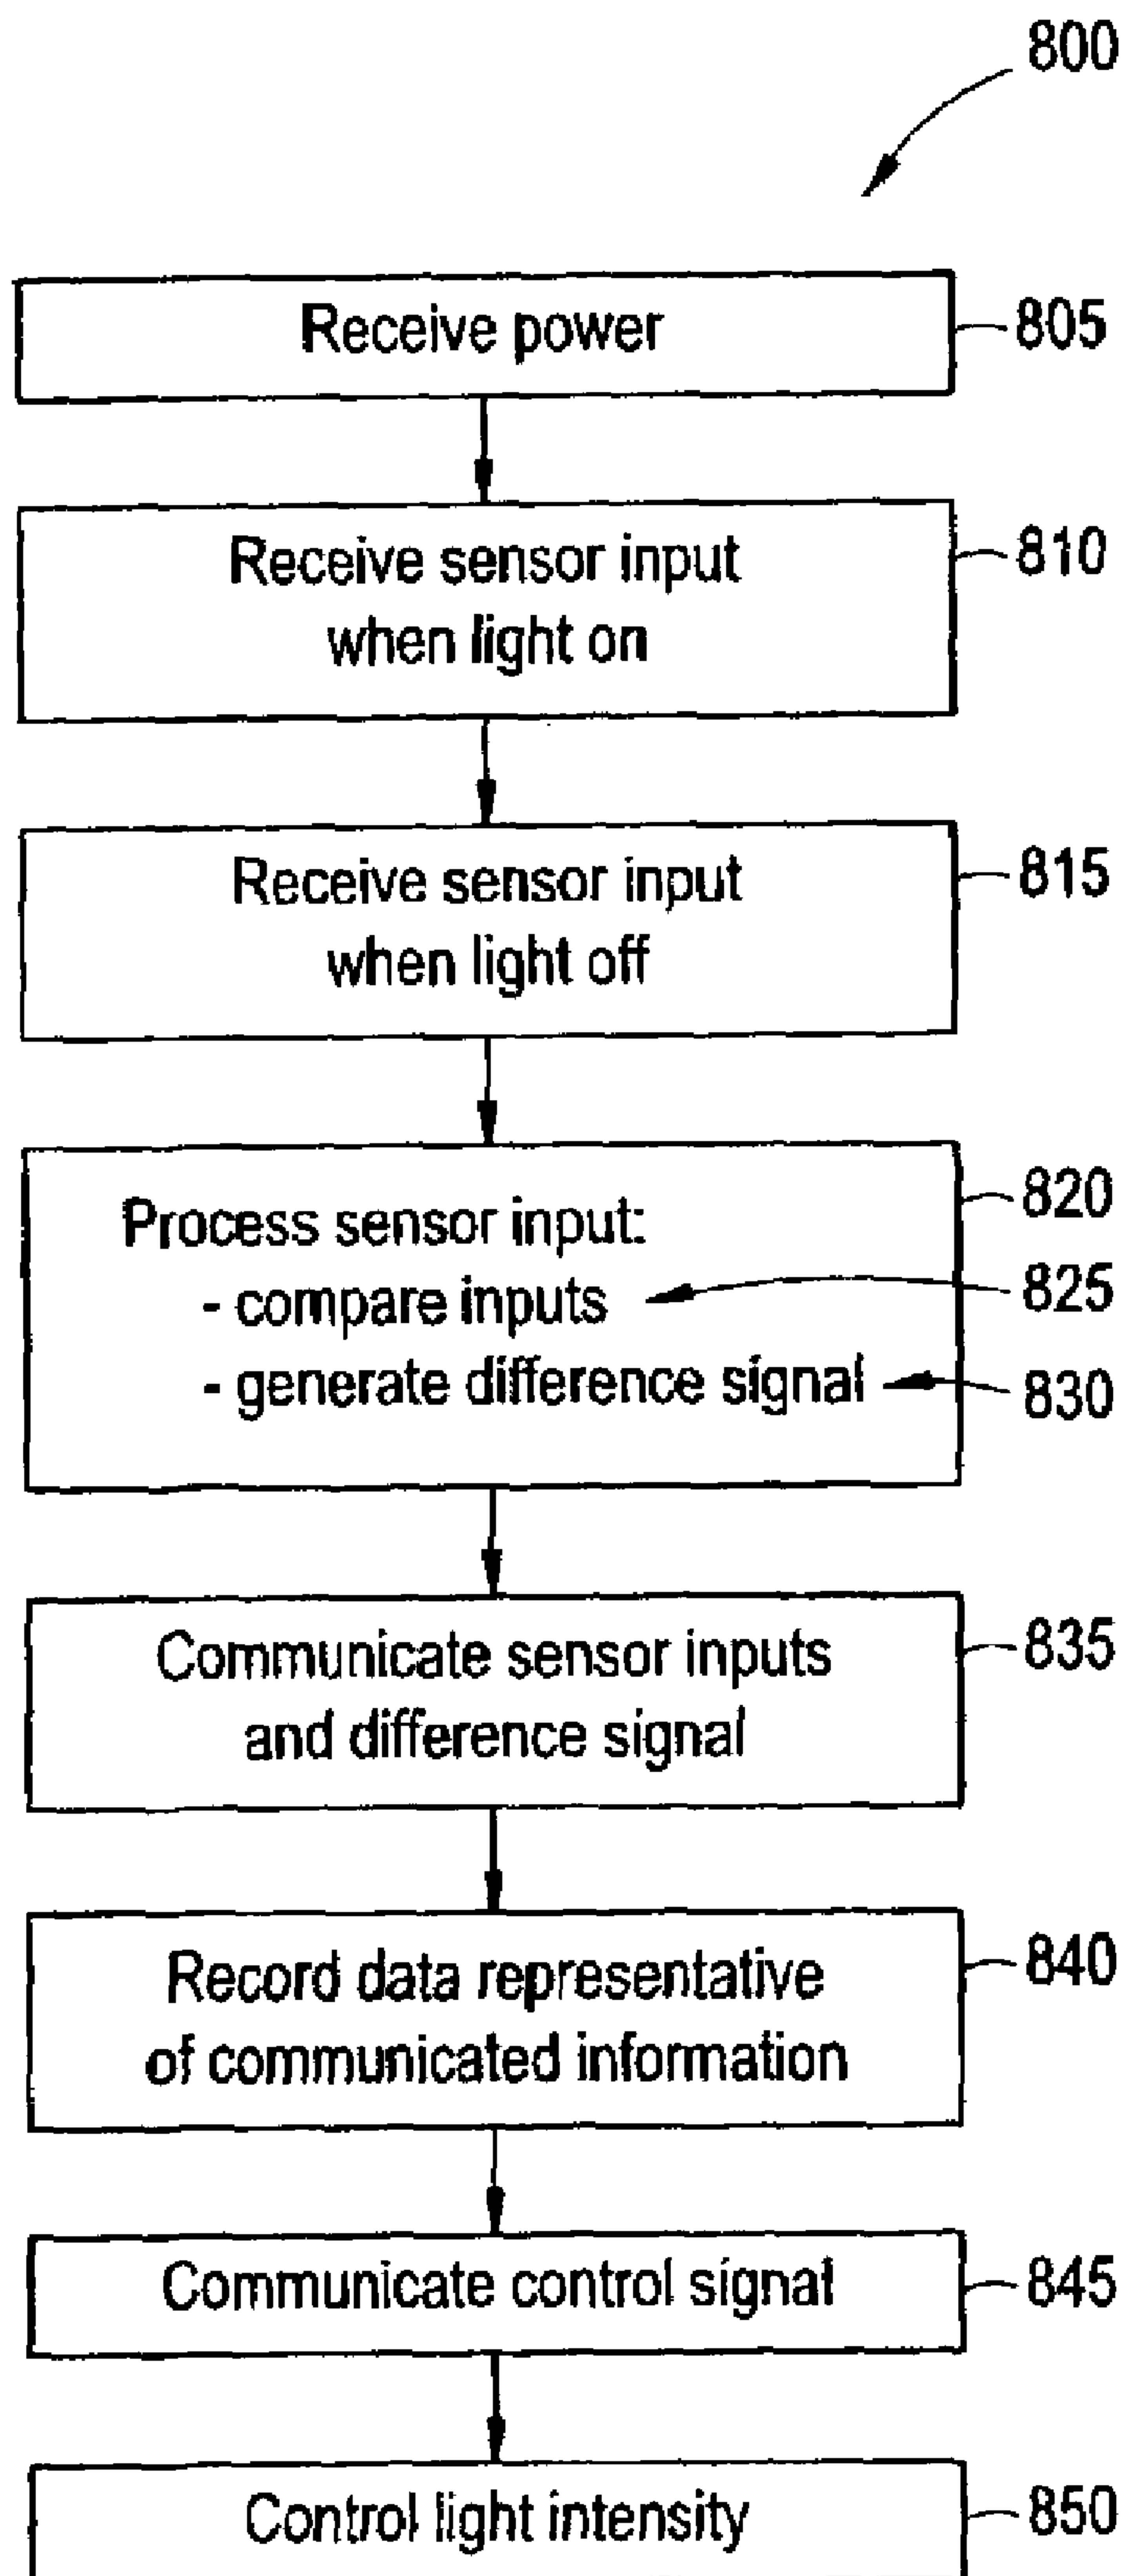 800
Receive power
805
Receive sensor input
when light on
810
Receive sensor input
when light off
815
Process sensor input:
820
- compare inputs
825
- generate difference signal
830
Communicate sensor inputs
and difference signal
835
Record data representative
of communicated information
840
Communicate control signal
845
Control light intensity
850